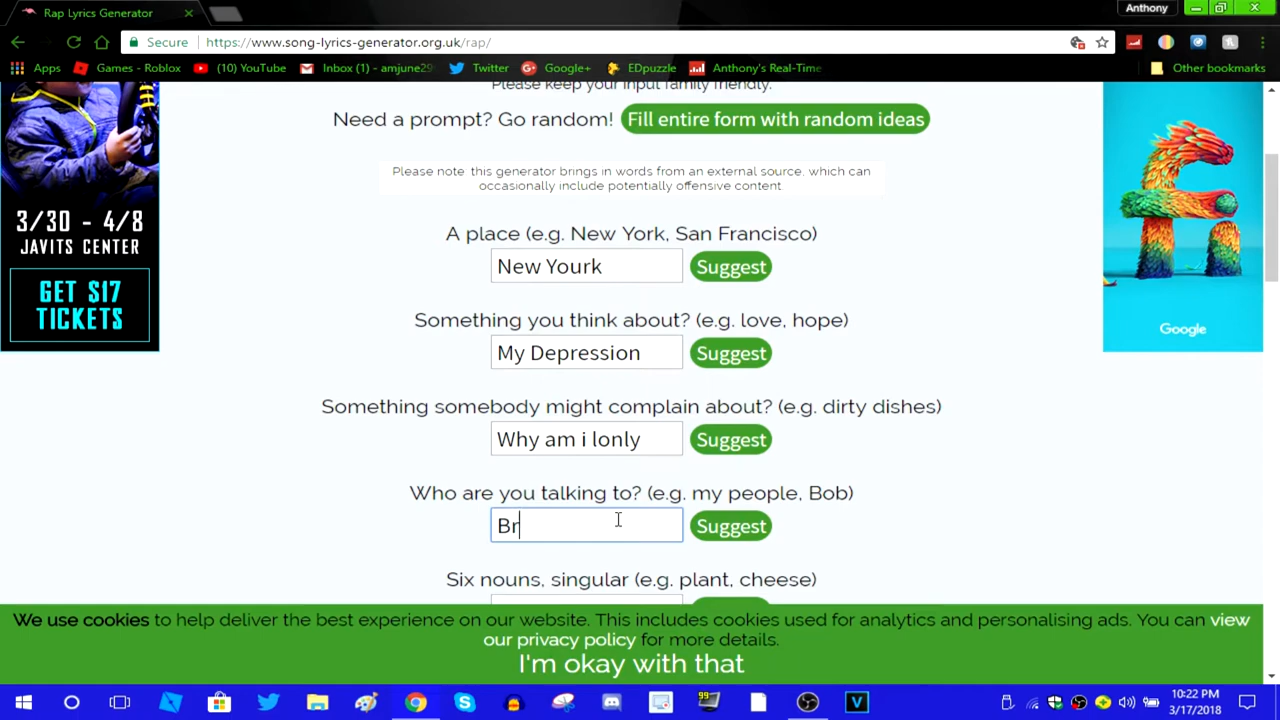 Rap Lyrics Generator
Anthony
Secure https://www.song-lyrics-generator.org.uk/rap/
Apps Games - Roblox (10) YouTube Inbox (1) - amjune29 Twitter Google+ EDpuzzle Anthony's Real-Time Other bookmarks
Please keep your input family friendly.
Need a prompt? Go random! Fill entire form with random ideas
Please note this generator brings in words from an external source, which can
occasionally include potentially offensive content.
3/30 - 4/8
JAVITS CENTER
GET $17
TICKETS
A place (e.g. New York, San Francisco)
New Yourk Suggest
Something you think about? (e.g. love, hope)
My Depression Suggest
Google
Something somebody might complain about? (e.g. dirty dishes)
Why am i lonly Suggest
Who are you talking to? (e.g. my people, Bob)
Br Suggest
Six nouns, singular (e.g. plant, cheese)
We use cookies to help deliver the best experience on our website. This includes cookies used for analytics and personalising ads. You can view
our privacy policy for more details.
I'm okay with that
99
10:22 PM
3/17/2018